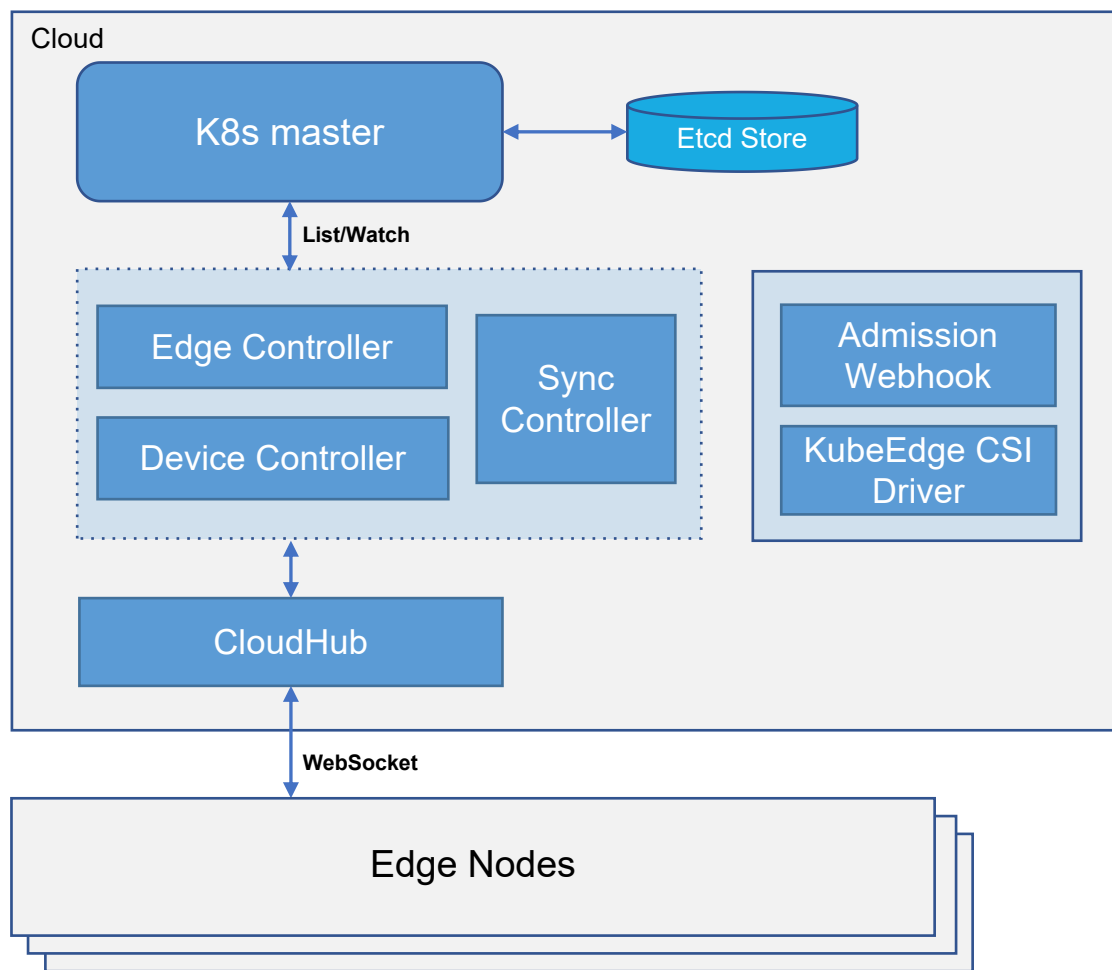 Cloud
K8s master
Etcd Store
List/Watch
Edge Controller
Device Controller
Sync
Controller
Admission
Webhook
KubeEdge CSI
Driver
CloudHub
WebSocket
Edge Nodes